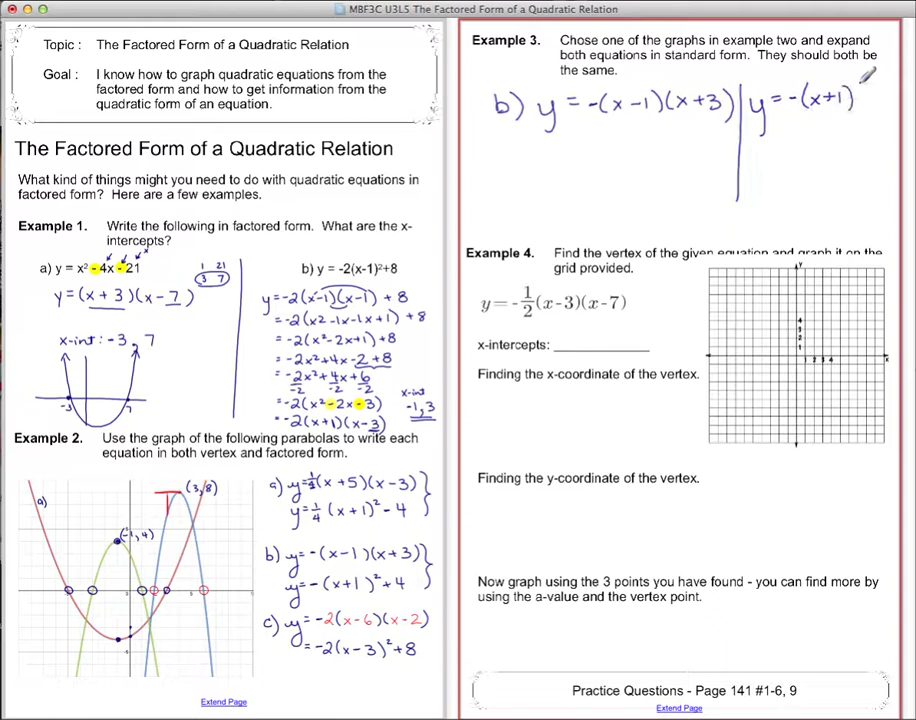 MBF3C U3L5 The Factored Form of a Quadratic Relation
Topic : The Factored Form of a Quadratic Relation
Goal : I know how to graph quadratic equations from the
factored form and how to get information from the
quadratic form of an equation.
The Factored Form of a Quadratic Relation
What kind of things might you need to do with quadratic equations in
factored form? Here are a few examples.
Example 1. Write the following in factored form. What are the x-
intercepts?
a) y = x² - 4x - 21
1 21
3 7
y = (x + 3)(x - 7)
x-int: -3, 7
-3 7
b) y = -2(x-1)²+8
y = -2(x-1)(x-1) + 8
= -2(x2 -1x -1x +1) + 8
= -2(x² -2x +1) + 8
= -2x² +4x -2 +8
= -2x² + 4x + 6
-2 -2 -2
= -2(x² - 2x - 3)
= -2(x+1)(x-3)
x-int
-1, 3
Example 2. Use the graph of the following parabolas to write each
equation in both vertex and factored form.
a)
(-1, 4)
(3, 8)
a) y = (x + 5)(x - 3)
y = 1/4 (x + 1)² - 4
b) y = -(x - 1)(x + 3)
y = -(x + 1)² + 4
c) y = -2(x - 6)(x - 2)
= -2(x - 3)² + 8
Extend Page
Example 3. Chose one of the graphs in example two and expand
both equations in standard form. They should both be
the same.
b) y = -(x - 1)(x + 3) | y = -(x + 1)
Example 4. Find the vertex of the given equation and graph it on the
grid provided.
y = -1/2(x-3)(x-7)
x-intercepts: ____________
Finding the x-coordinate of the vertex.
Finding the y-coordinate of the vertex.
Now graph using the 3 points you have found - you can find more by
using the a-value and the vertex point.
Practice Questions - Page 141 #1-6, 9
Extend Page